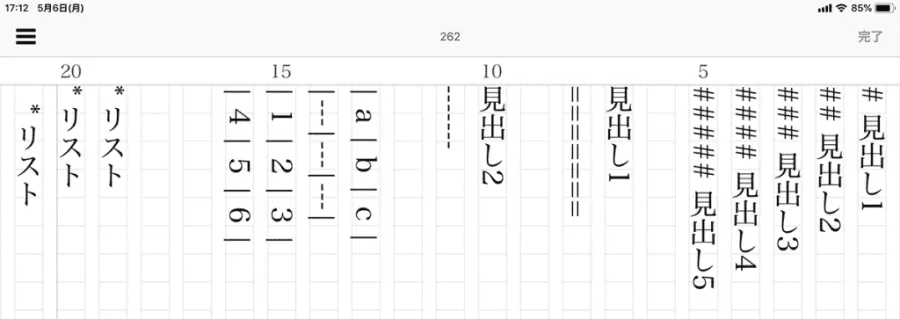 17:12 5月6日(月)
85%
262
完了
5
10
15
20
# 見出し1
## 見出し2
### 見出し3
#### 見出し4
##### 見出し5
見出し1
=======
見出し2
-------
| a | b | c |
|---|---|---|
| 1 | 2 | 3 |
| 4 | 5 | 6 |
* リスト
* リスト
 * リスト